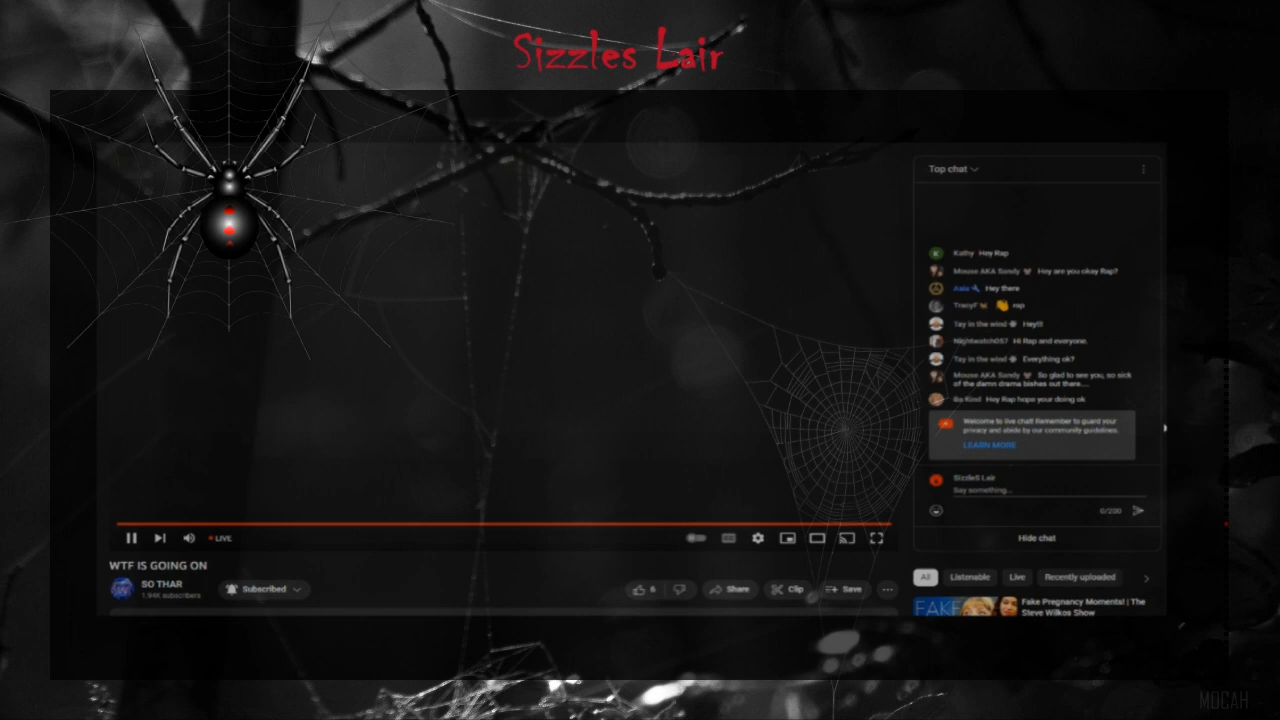 Sizzles Lair
Top chat
Kathy Hey Rap
Mouse AKA Sandy Hey are you okay Rap?
Asia Hey there
TracyF rap
Tay in the wind Hey!!!
Nightwatch057 Hi Rap and everyone.
Tay in the wind Everything ok?
Mouse AKA Sandy So glad to see you, so sick
of the damn drama bishes out there....
Kind Hey Rap hope your doing ok
Welcome to live chat! Remember to guard your
privacy and abide by our community guidelines.
LEARN MORE
SizzleS Lair
Say something...
0/200
Hide chat
LIVE
WTF IS GOING ON
SO THAR
1.94K subscribers
Subscribed
6
Share
Clip
Save
All
Listenable
Live
Recently uploaded
FAKE
Fake Pregnancy Moments! | The
Steve Wilkos Show
MOCAH